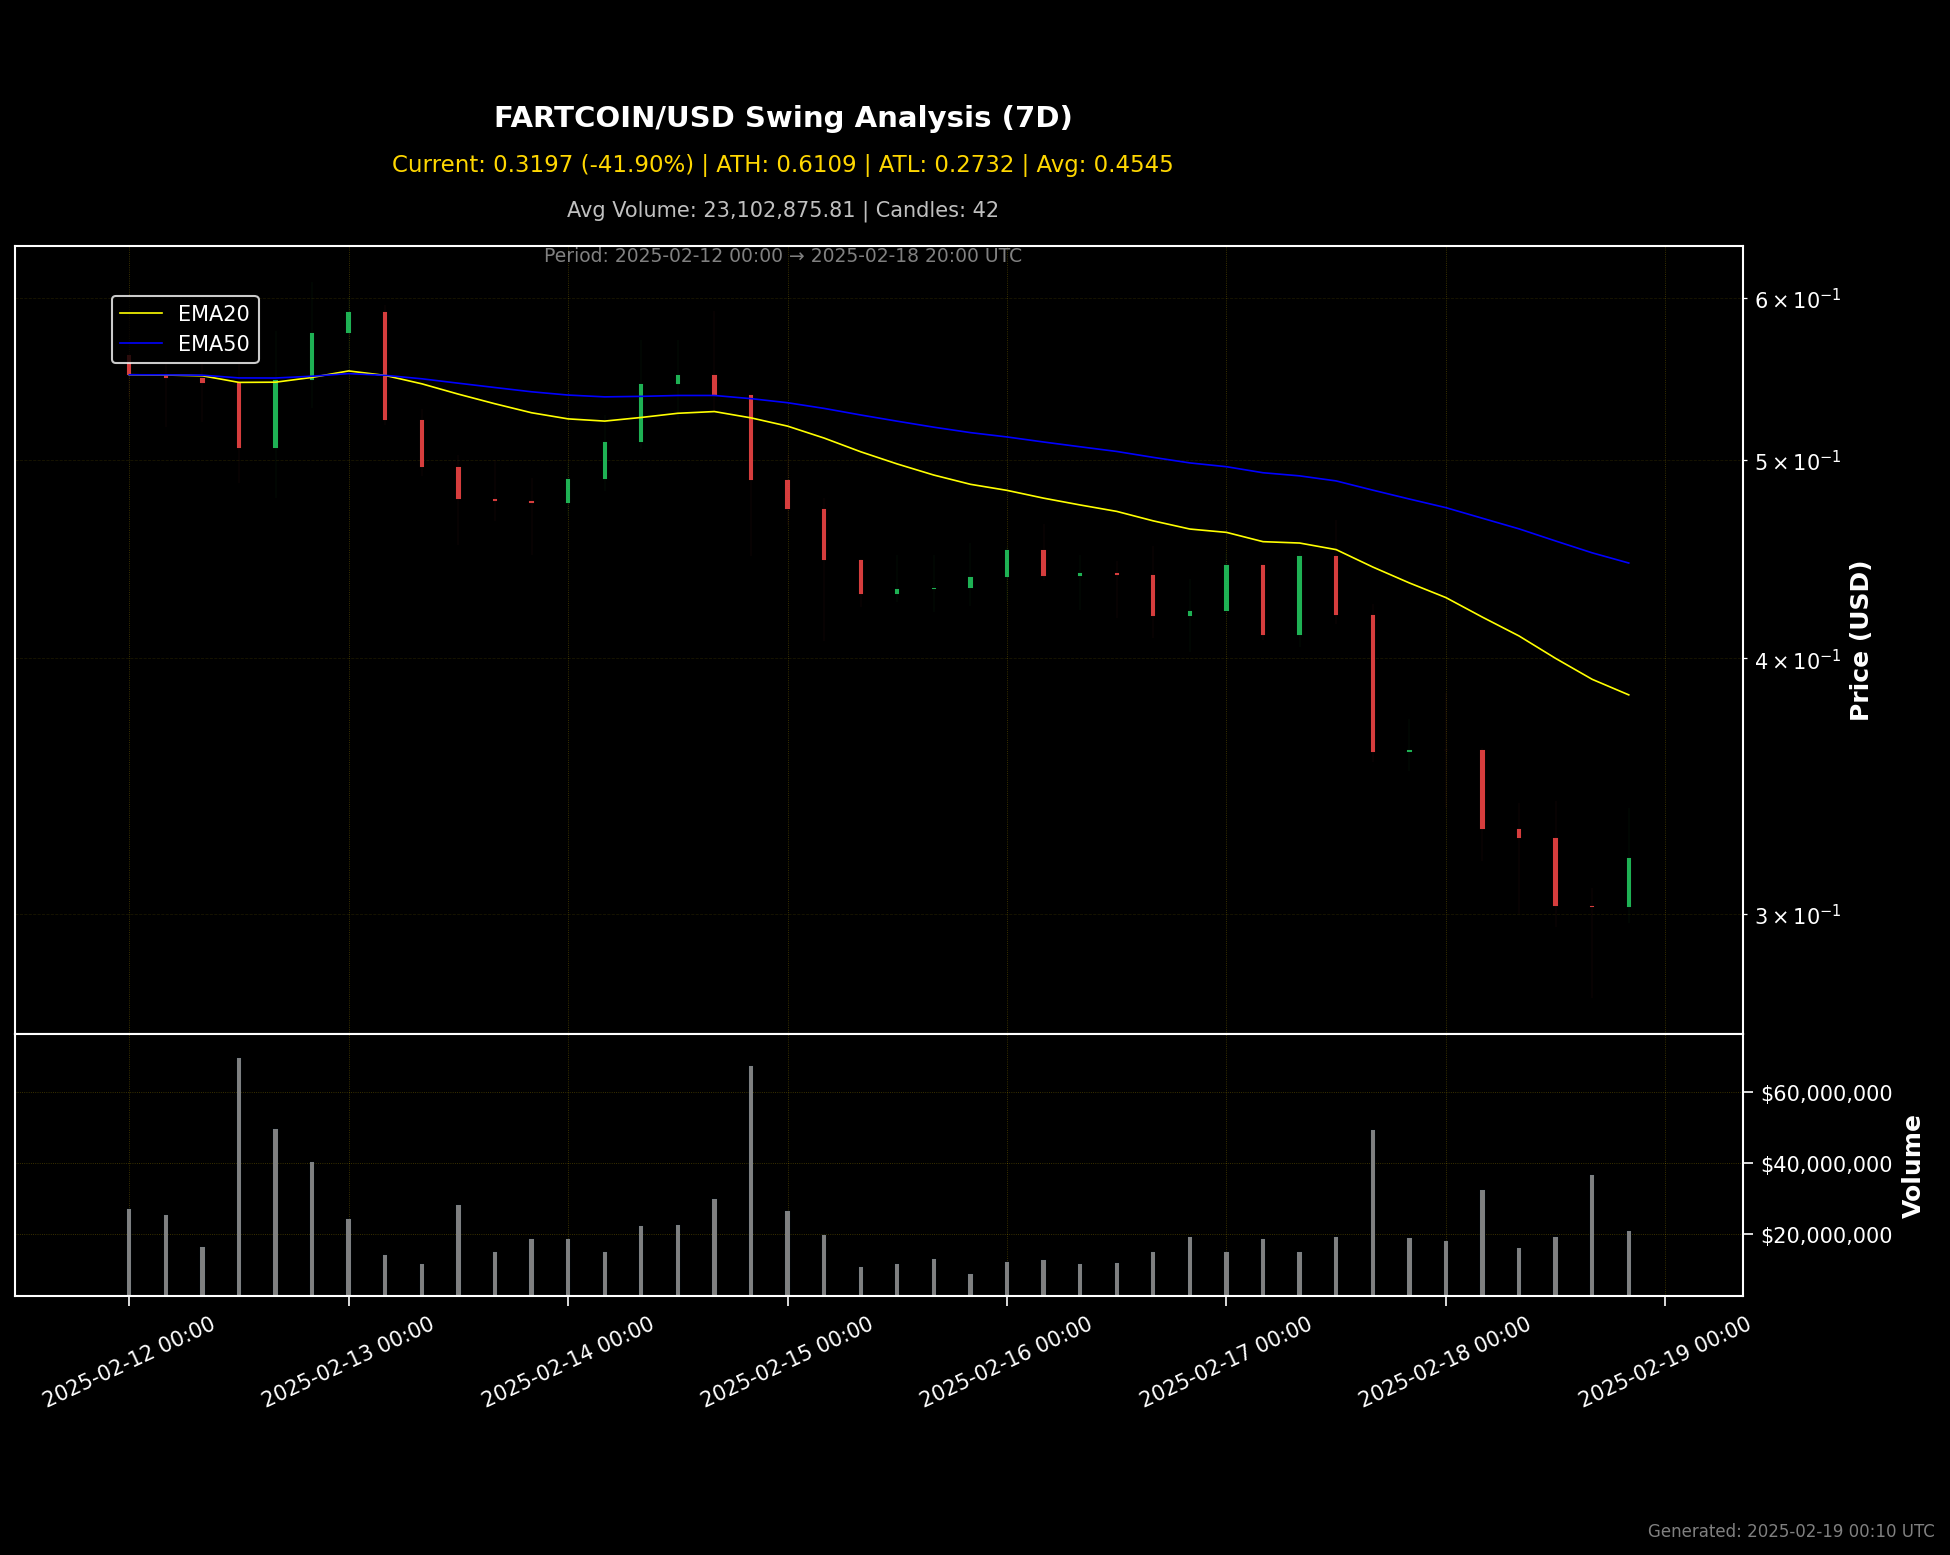 FARTCOIN/USD Swing Analysis (7D)
Current: 0.3197 (-41.90%) | ATH: 0.6109 | ATL: 0.2732 | Avg: 0.4545
Avg Volume: 23,102,875.81 | Candles: 42
Period: 2025-02-12 00:00 → 2025-02-18 20:00 UTC
EMA20
EMA50
6 × 10⁻¹
5 × 10⁻¹
4 × 10⁻¹
3 × 10⁻¹
Price (USD)
$60,000,000
$40,000,000
$20,000,000
Volume
2025-02-12 00:00
2025-02-13 00:00
2025-02-14 00:00
2025-02-15 00:00
2025-02-16 00:00
2025-02-17 00:00
2025-02-18 00:00
2025-02-19 00:00
Generated: 2025-02-19 00:10 UTC